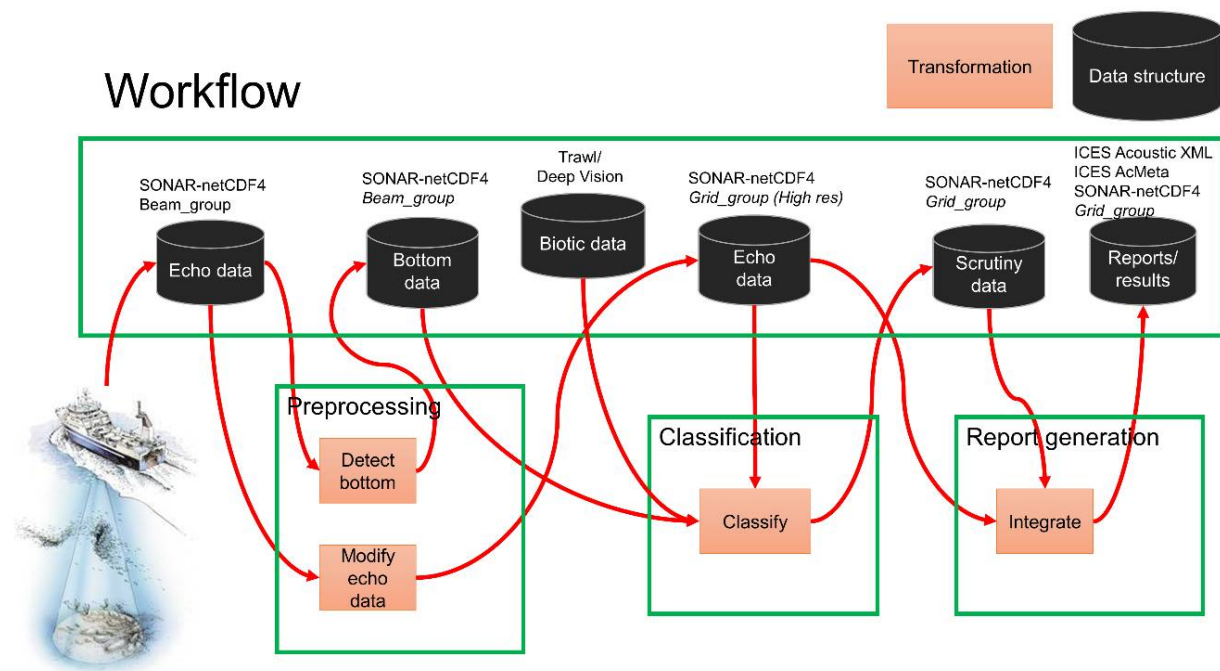 Transformation
Data structure
Workflow
SONAR-netCDF4
Beam_group
Echo data
SONAR-netCDF4
Beam_group
Bottom
data
Trawl/
Deep Vision
Biotic data
SONAR-netCDF4
Grid_group (High res)
Echo
data
SONAR-netCDF4
Grid_group
Scrutiny
data
ICES Acoustic XML
ICES AcMeta
SONAR-netCDF4
Grid_group
Reports/
results
Preprocessing
Detect
bottom
Modify
echo
data
Classification
Classify
Report generation
Integrate